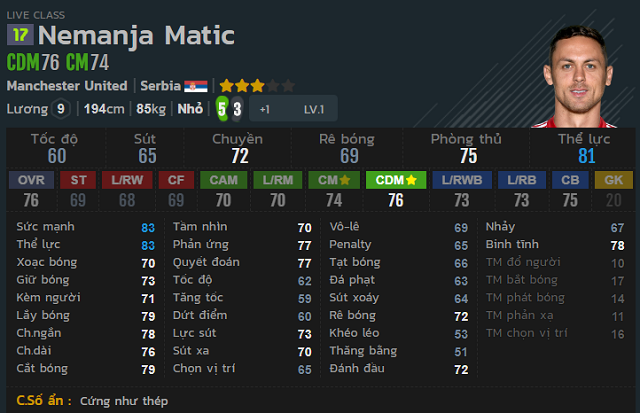 LIVE CLASS
17 Nemanja Matic
CDM76 CM74
Manchester United | Serbia
Lương 9 | 194cm | 85kg | Nhỏ | 5 3 +1 LV.1
Tốc độ Sút Chuyền Rê bóng Phòng thủ Thể lực
60 65 72 69 75 81
OVR ST L/RW CF CAM L/RM CM CDM L/RWB L/RB CB GK
76 69 68 69 70 70 74 76 73 73 75 20
Sức mạnh 83 Tầm nhìn 70 Vô-lê 69 Nhảy 67
Thể lực 83 Phản ứng 77 Penalty 65 Bình tĩnh 78
Xoạc bóng 70 Quyết đoán 77 Tạt bóng 66 TM đổ người 10
Giữ bóng 73 Tốc độ 62 Đá phạt 63 TM bắt bóng 17
Kèm người 71 Tăng tốc 59 Sút xoáy 64 TM phát bóng 14
Lấy bóng 79 Dứt điểm 60 Rê bóng 72 TM phản xạ 11
Ch.ngắn 78 Lực sút 73 Khéo léo 53 TM chọn vị trí 16
Ch.dài 76 Sút xa 70 Thăng bằng 51
Cắt bóng 79 Chọn vị trí 65 Đánh đầu 72
C.Số ẩn : Cứng như thép